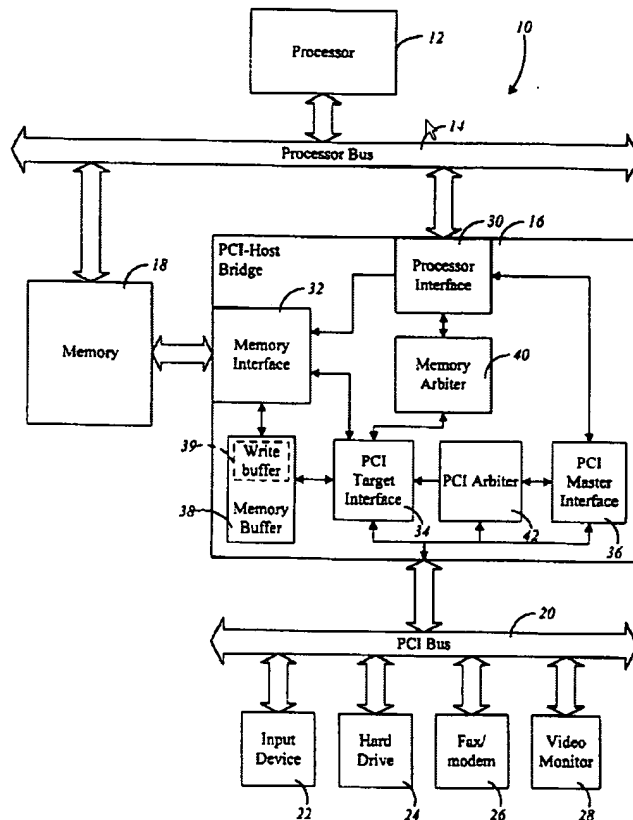 10
12
Processor
14
Processor Bus
30
16
18
PCI-Host
Bridge
32
Processor
Interface
Memory
Memory
Interface
Memory
Arbiter
40
39
Write
buffer
Memory
Buffer
38
PCI
Target
Interface
34
PCI Arbiter
42
PCI
Master
Interface
36
20
PCI Bus
Input
Device
22
Hard
Drive
24
Fax/
modem
26
Video
Monitor
28